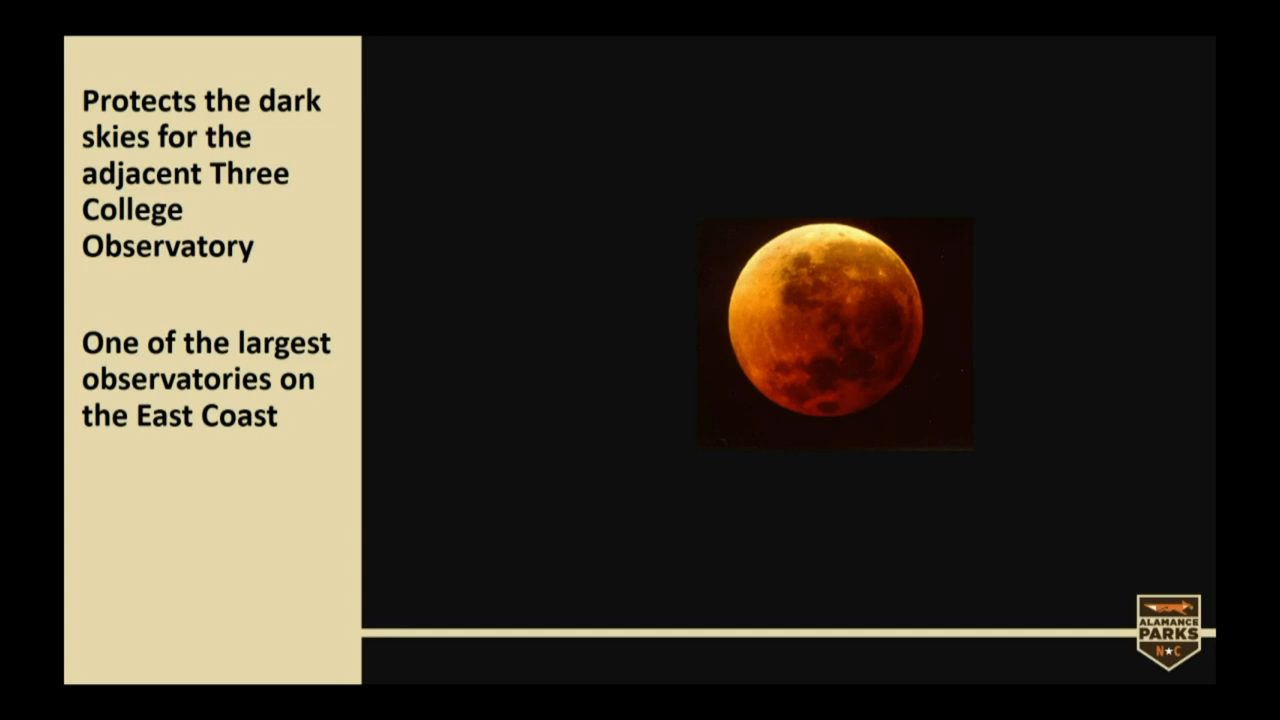 Protects the dark
skies for the
adjacent Three
College
Observatory
One of the largest
observatories on
the East Coast
ALAMANCE
PARKS
N★C